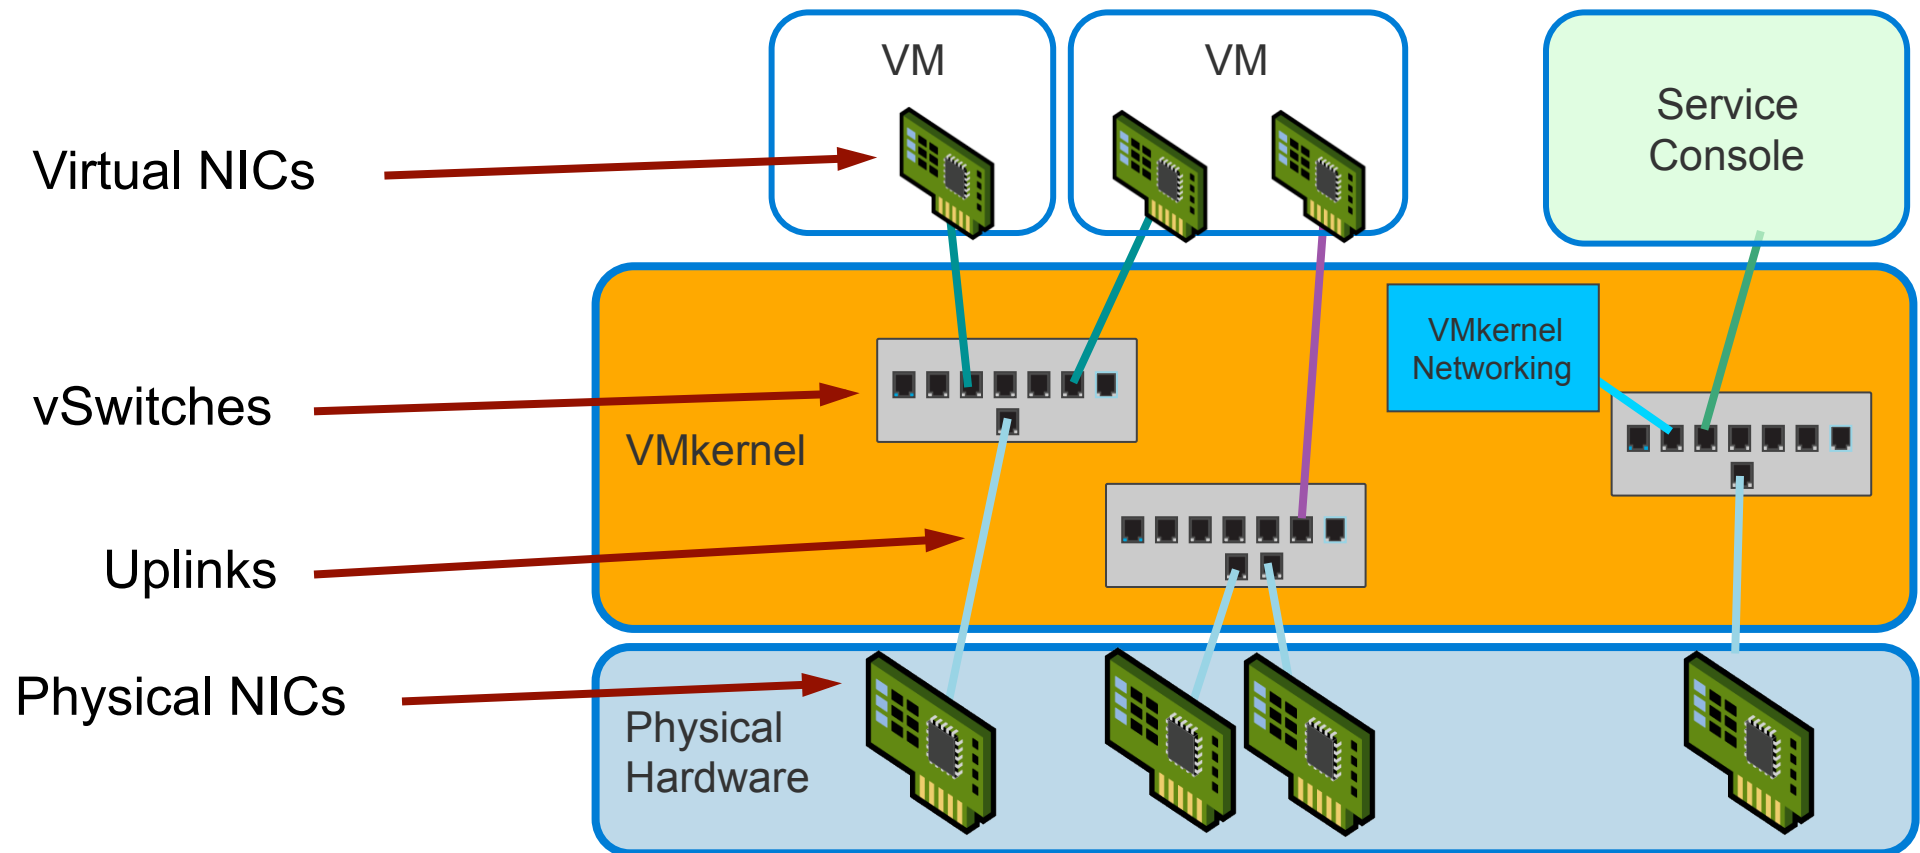 VM
VM
Service
Console
Virtual NICs
VMkernel
Networking
vSwitches
VMkernel
Uplinks
Physical NICs
Physical
Hardware